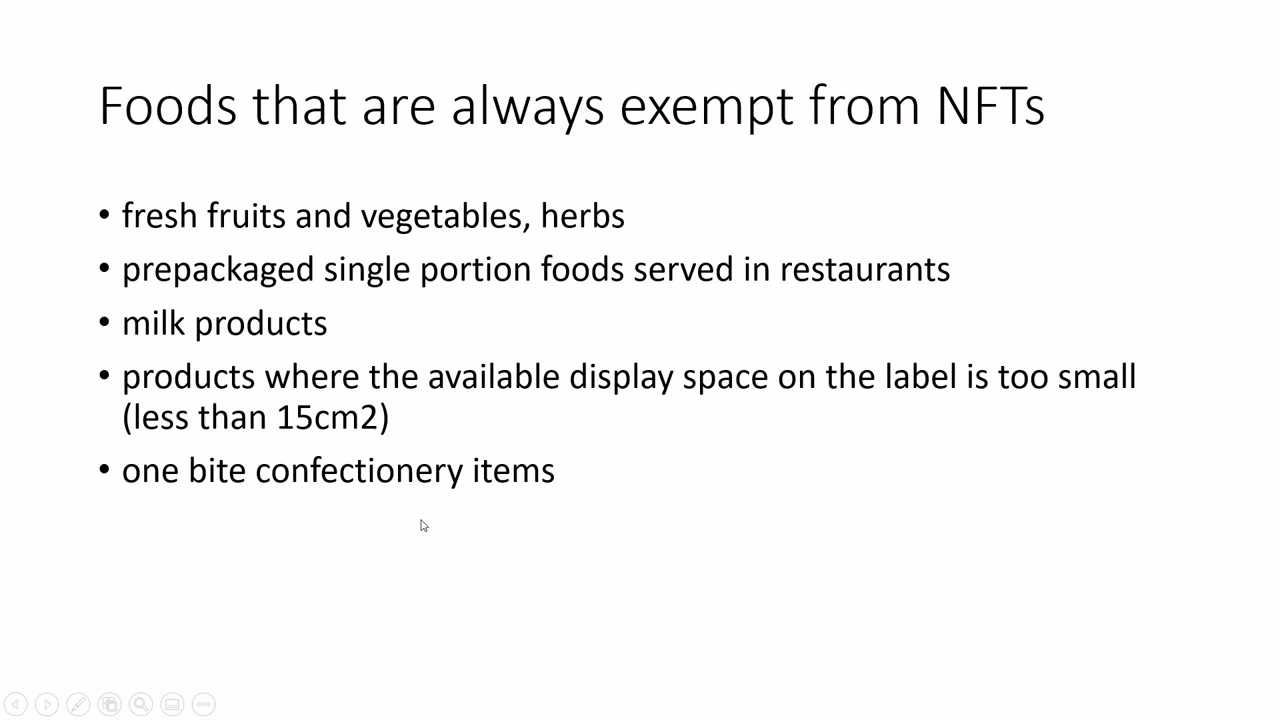 Foods that are always exempt from NFTs
• fresh fruits and vegetables, herbs
• prepackaged single portion foods served in restaurants
• milk products
• products where the available display space on the label is too small
(less than 15cm2)
• one bite confectionery items